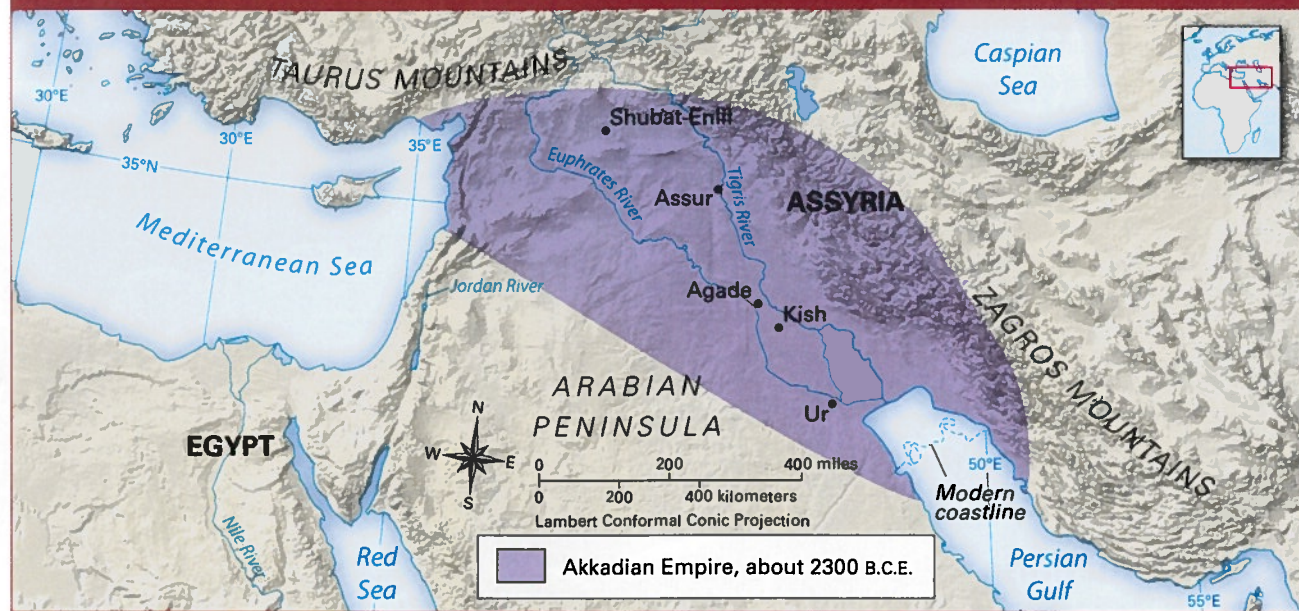 TAURUS MOUNTAINS
Caspian
Sea
30°E
30°E
35°E
35°N
Shubat-Enlil
Euphrates River
Tigris River
Assur
ASSYRIA
Mediterranean Sea
Jordan River
Agade
Kish
ZAGROS MOUNTAINS
ARABIAN
PENINSULA
Ur
EGYPT
N
W
E
S
0 200 400 miles
0 200 400 kilometers
Lambert Conformal Conic Projection
50°E
Modern
coastline
Nile River
Red
Sea
Persian
Gulf
55°E
Akkadian Empire, about 2300 B.C.E.